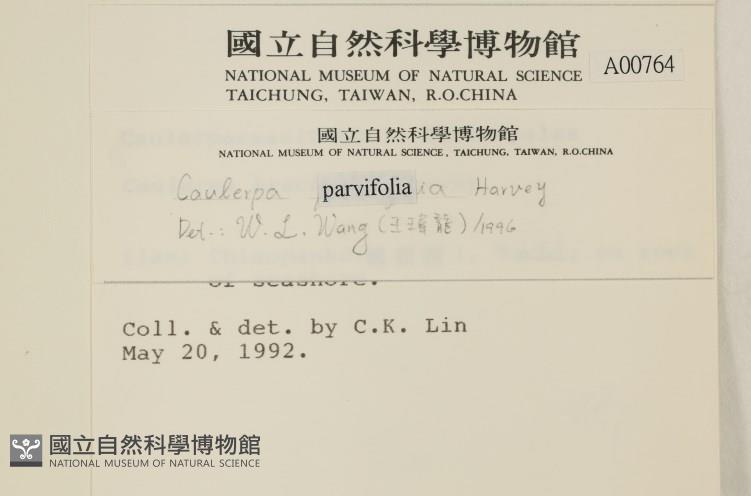 國立自然科學博物館
NATIONAL MUSEUM OF NATURAL SCIENCE
TAICHUNG, TAIWAN, R.O.CHINA
A00764
國立自然科學博物館
NATIONAL MUSEUM OF NATURAL SCIENCE, TAICHUNG, TAIWAN, R.O.CHINA
Caulerpa parvifolia Harvey
Det.: W. L. Wang (王瑋龍) /1996
of seashore.
Coll. & det. by C.K. Lin
May 20, 1992.
國立自然科學博物館
NATIONAL MUSEUM OF NATURAL SCIENCE